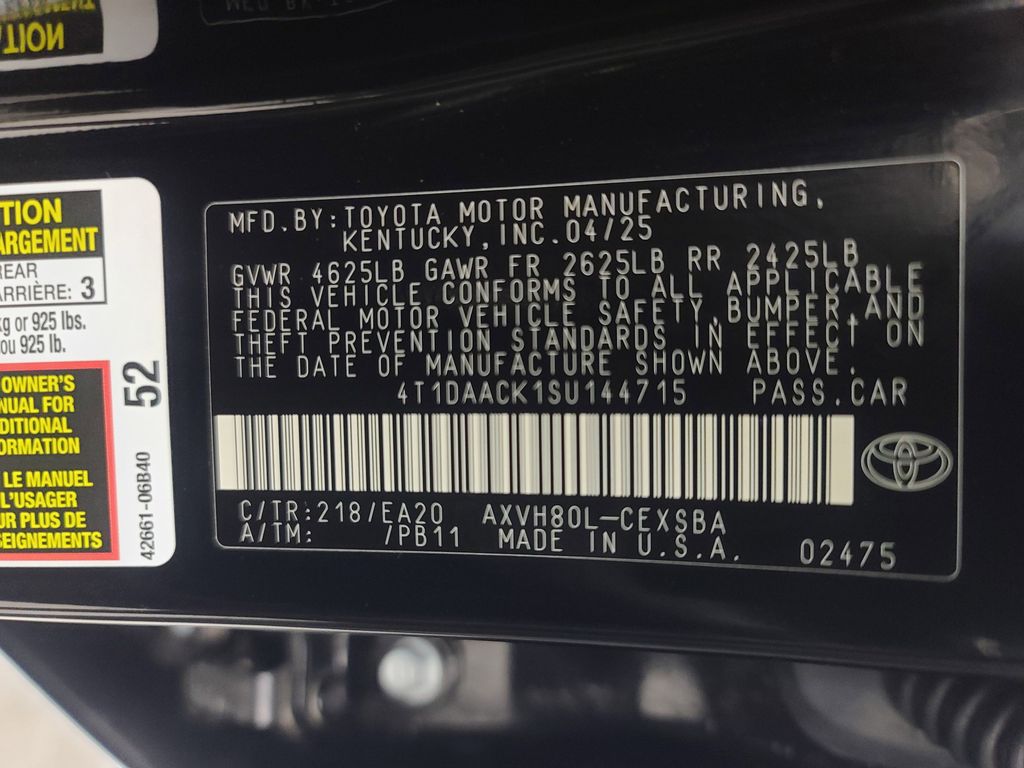 TION
TION
ARGEMENT
REAR
ARRIÈRE: 3
kg or 925 lbs.
ou 925 lb.
OWNER'S
NUAL FOR
DITIONAL
ORMATION
LE MANUEL
L'USAGER
UR PLUS DE
SEIGNEMENTS
52
42661-06B40
MFD.BY:TOYOTA MOTOR MANUFACTURING,
KENTUCKY,INC.04/25
GVWR 4625LB GAWR FR 2625LB RR 2425LB
THIS VEHICLE CONFORMS TO ALL APPLICABLE
FEDERAL MOTOR VEHICLE SAFETY,BUMPER,AND
THEFT PREVENTION STANDARDS IN EFFECT ON
THE DATE OF MANUFACTURE SHOWN ABOVE.
4T1DAACK1SU144715 PASS.CAR
C/TR:218/EA20 AXVH80L-CEXSBA
A/TM: /PB11 MADE IN U.S.A. 02475